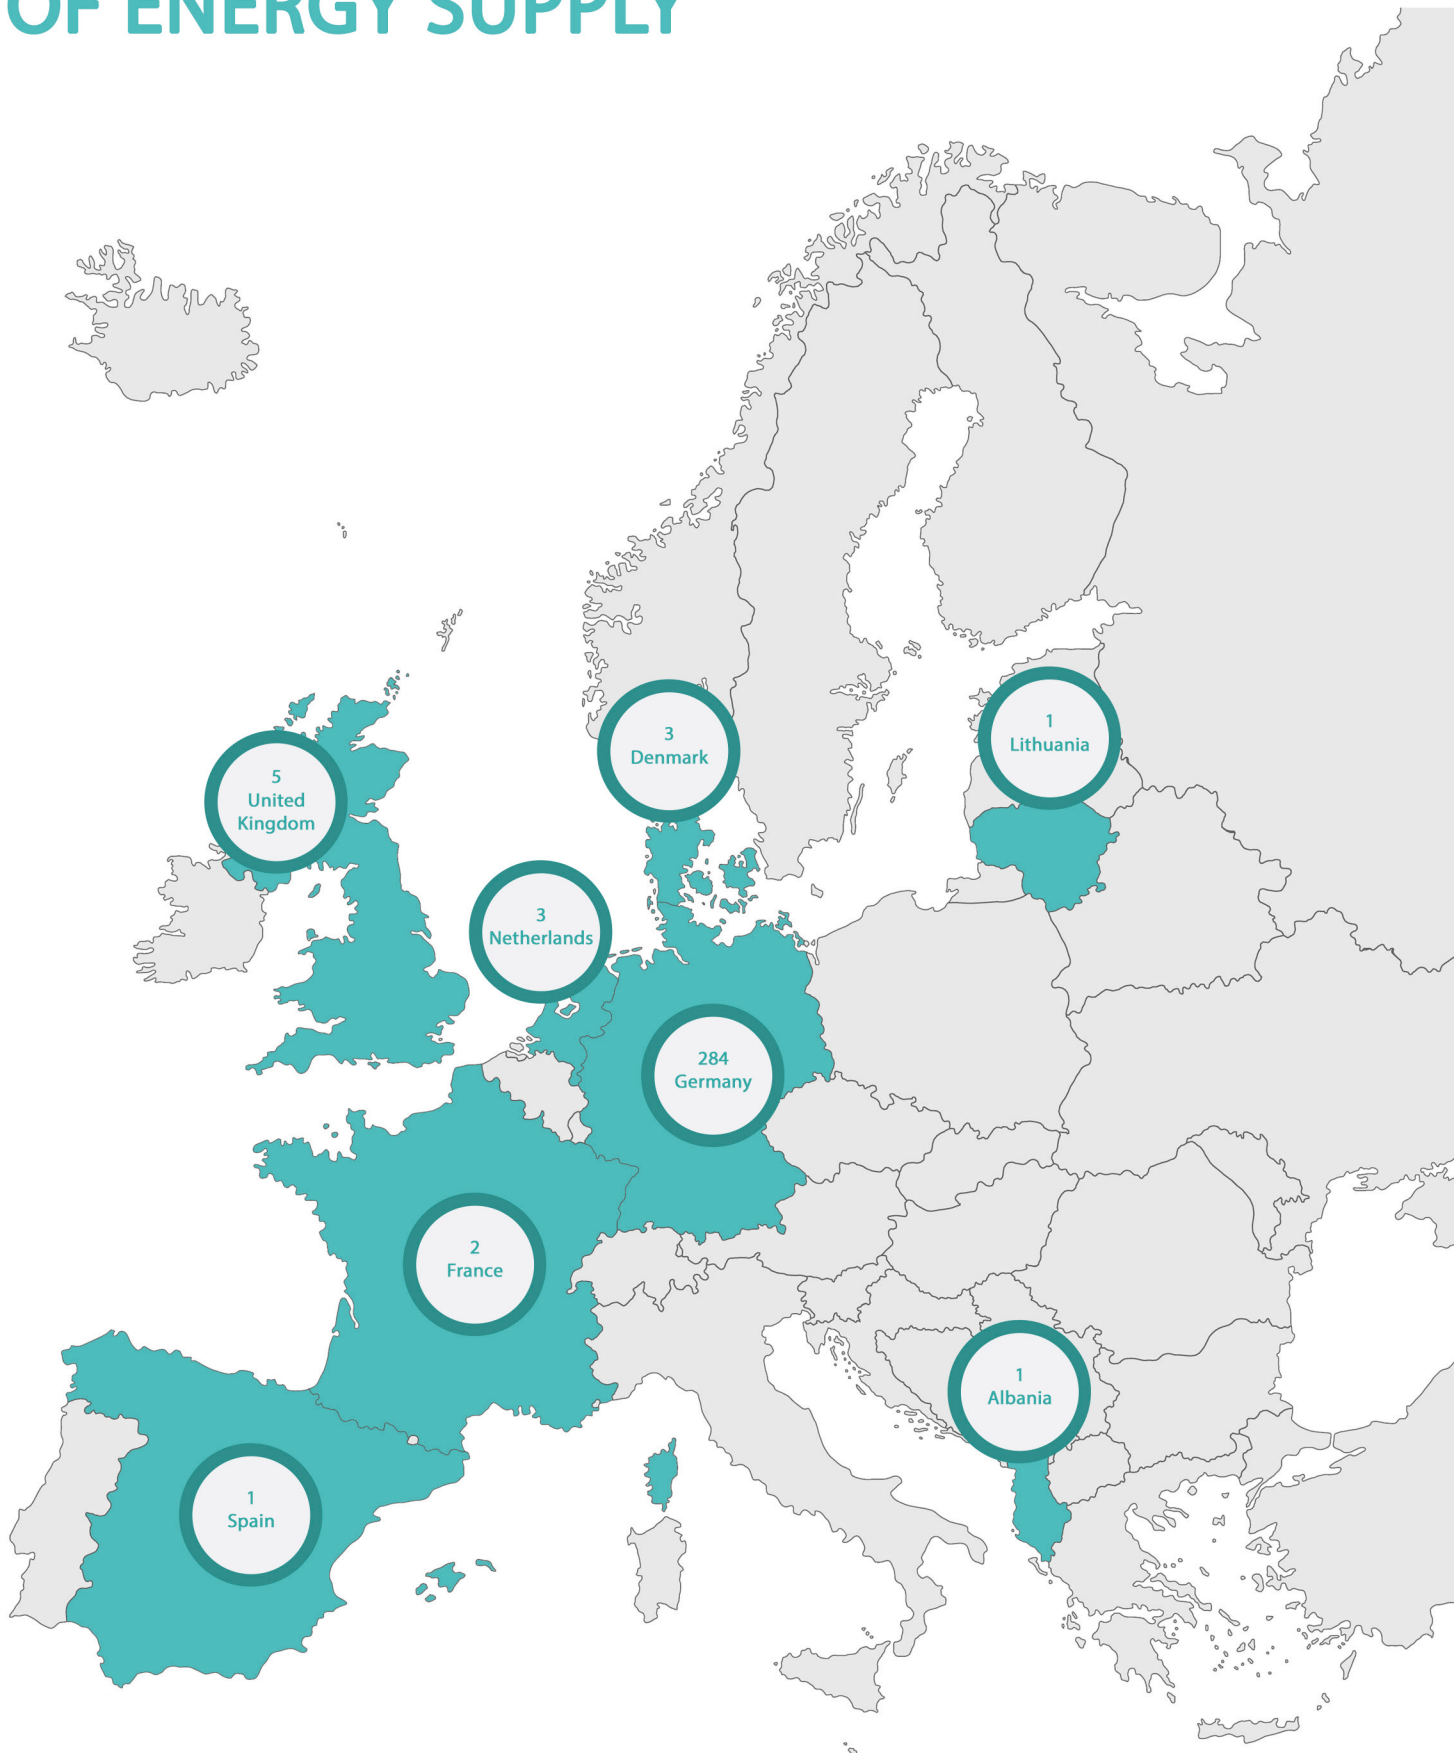 OF ENERGY SUPPLY
3
Denmark
1
Lithuania
5
United
Kingdom
3
Netherlands
284
Germany
2
France
1
Albania
1
Spain